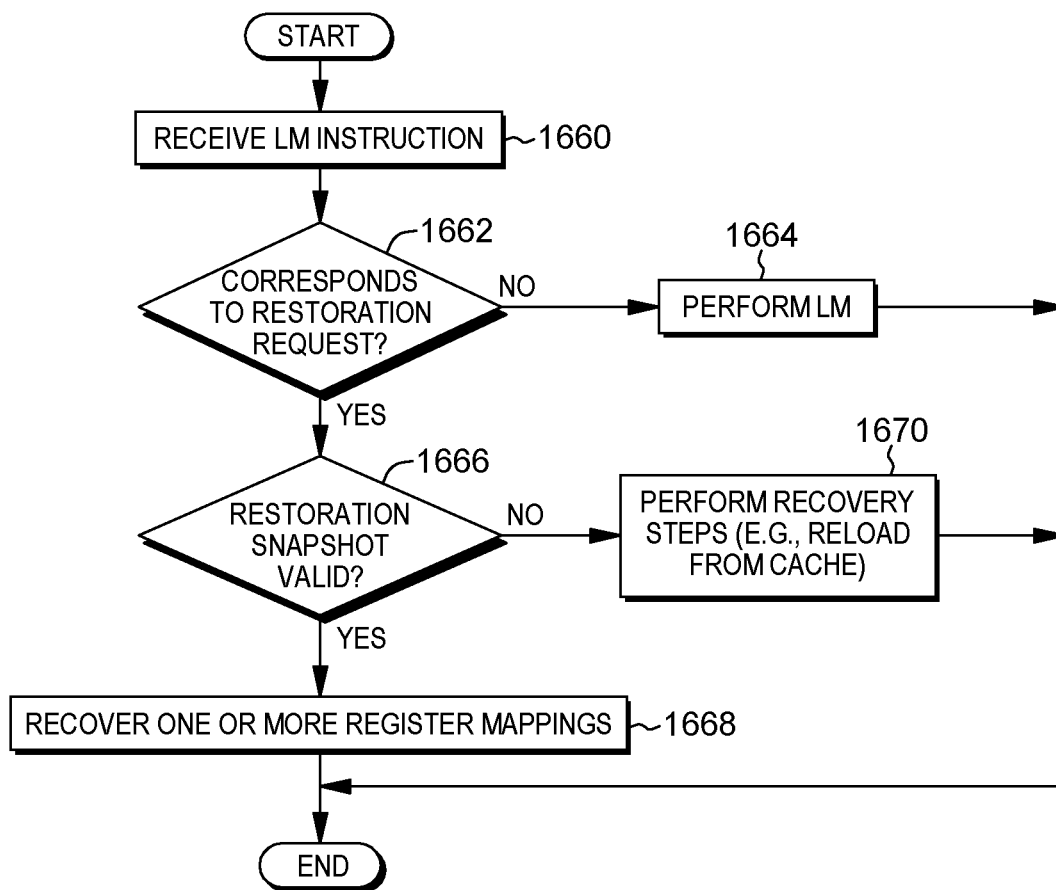 START
RECEIVE LM INSTRUCTION
1660
1662
CORRESPONDS
TO RESTORATION
REQUEST?
NO
1664
PERFORM LM
YES
1666
RESTORATION
SNAPSHOT
VALID?
NO
1670
PERFORM RECOVERY
STEPS (E.G., RELOAD
FROM CACHE)
YES
RECOVER ONE OR MORE REGISTER MAPPINGS
1668
END